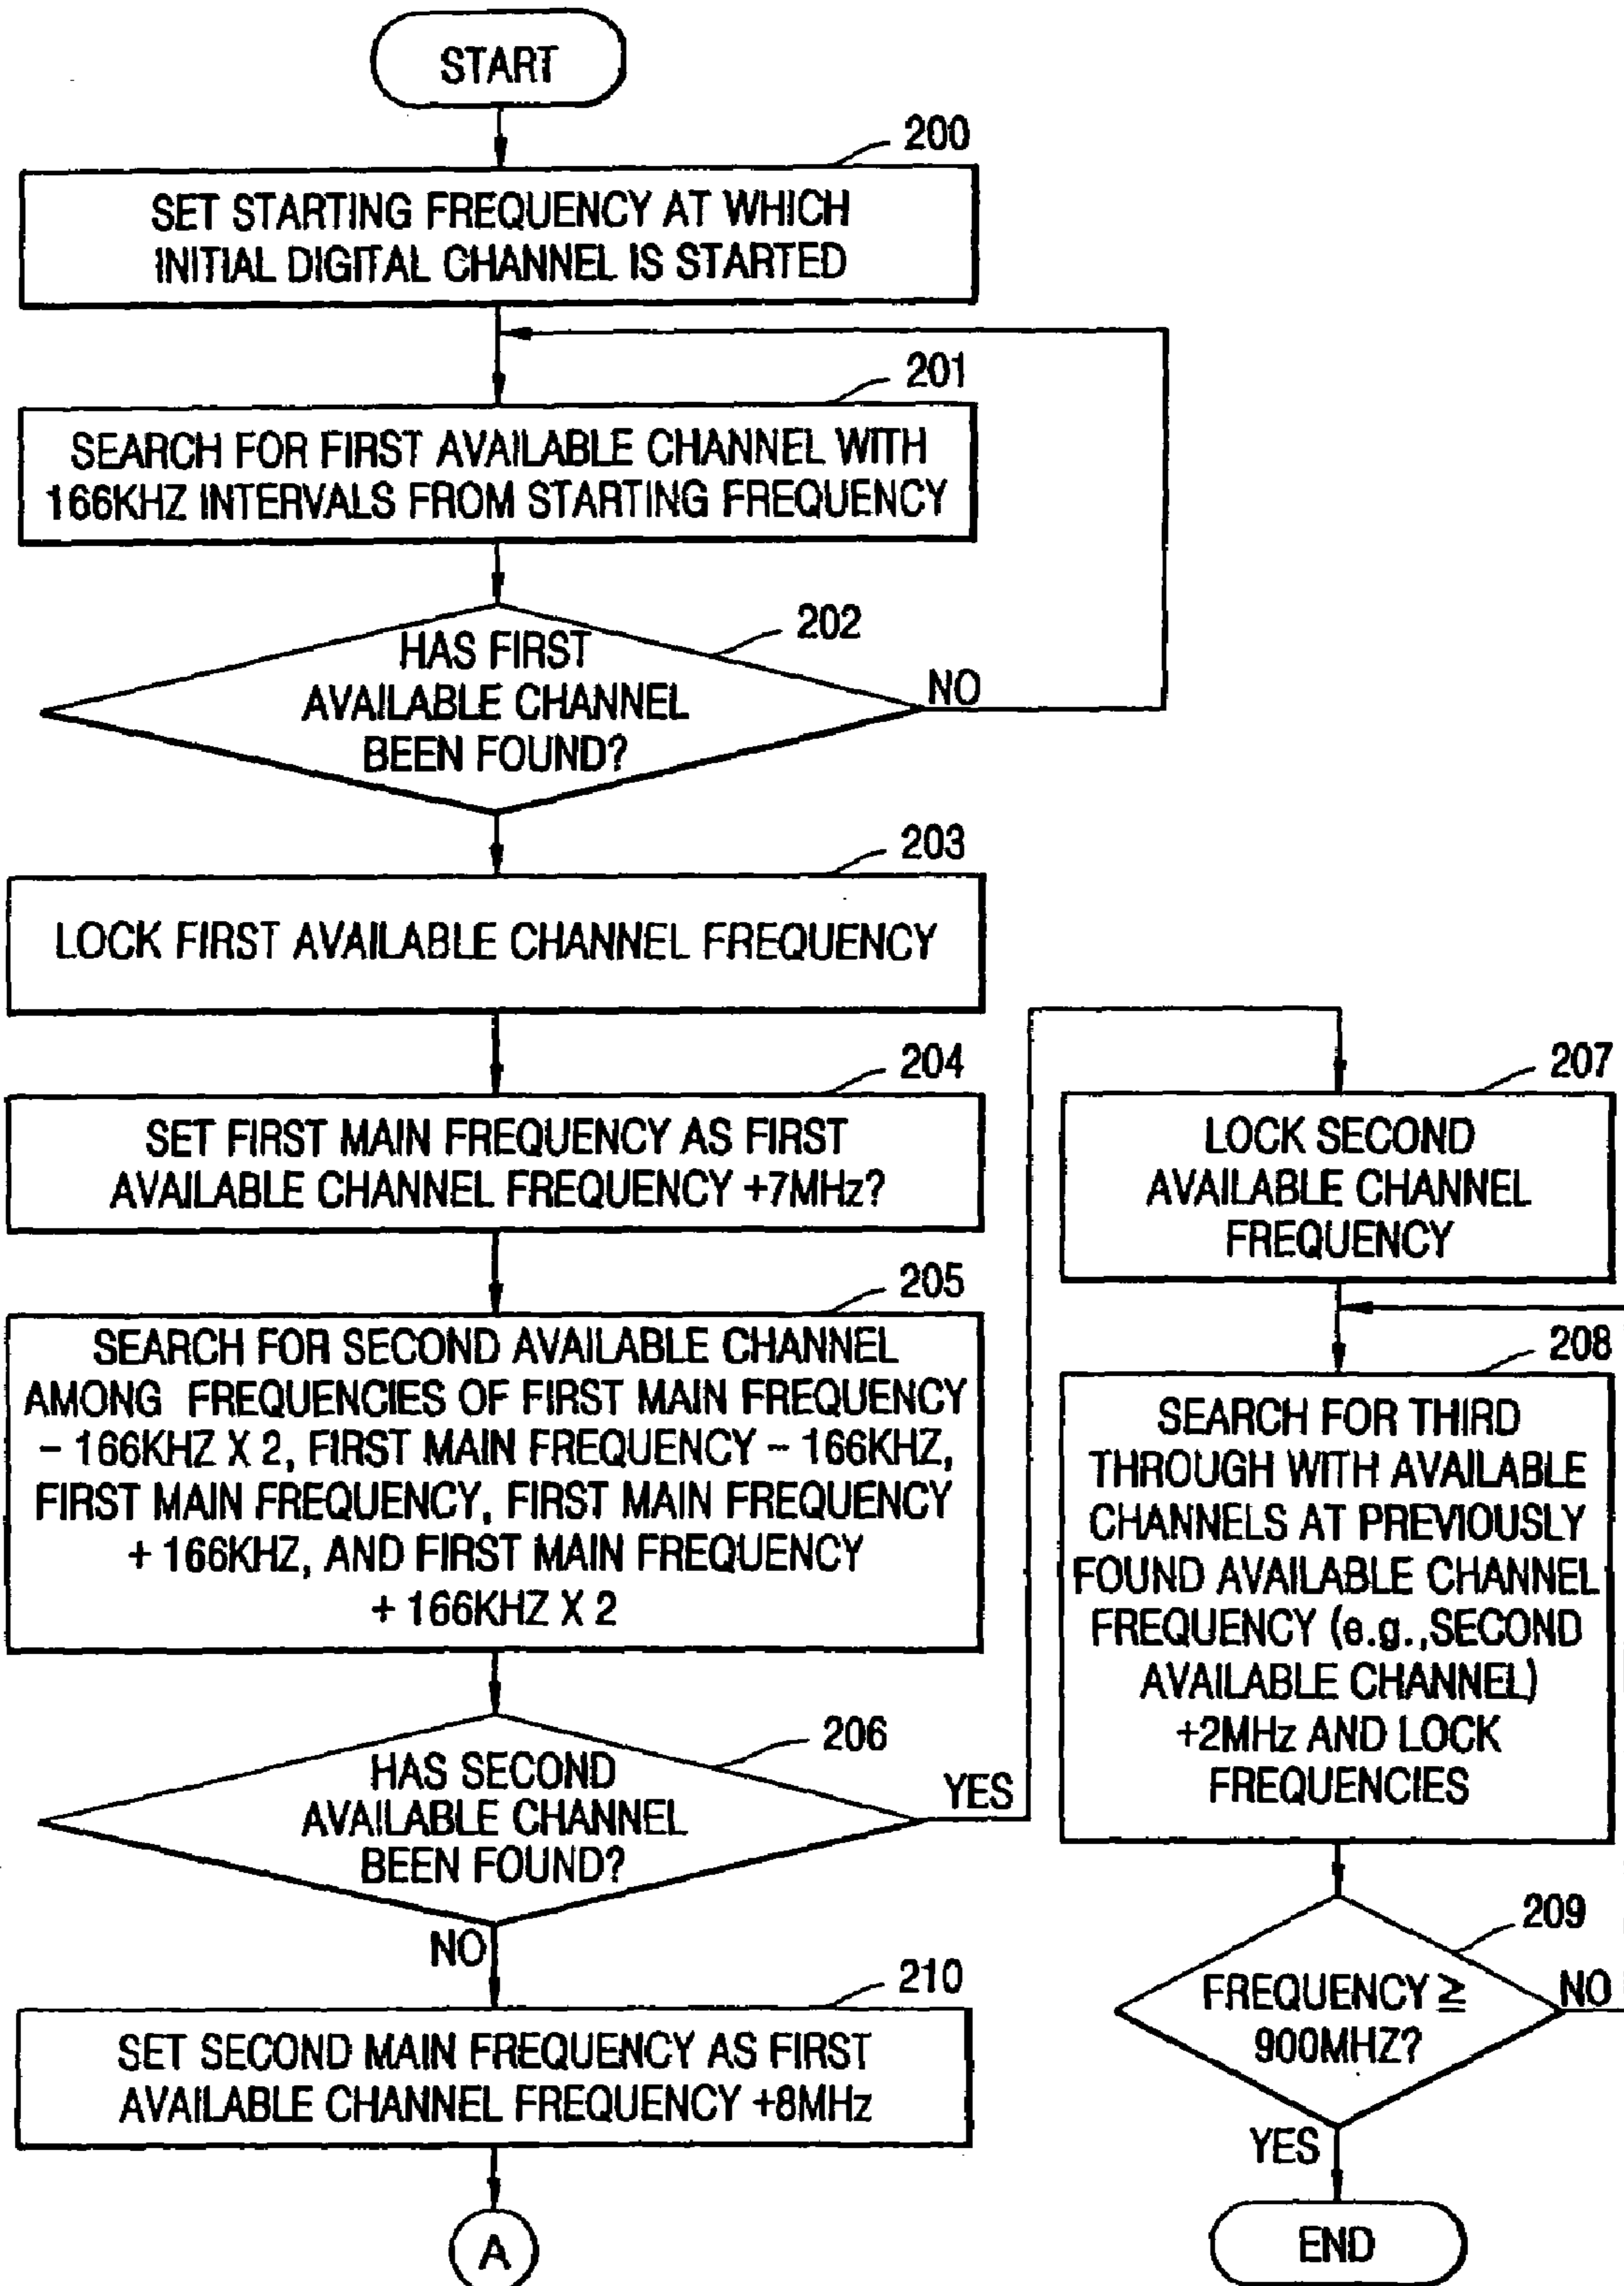 START
200
SET STARTING FREQUENCY AT WHICH
INITIAL DIGITAL CHANNEL IS STARTED
201
SEARCH FOR FIRST AVAILABLE CHANNEL WITH
166KHZ INTERVALS FROM STARTING FREQUENCY
202
HAS FIRST
AVAILABLE CHANNEL
BEEN FOUND?
NO
203
LOCK FIRST AVAILABLE CHANNEL FREQUENCY
204
SET FIRST MAIN FREQUENCY AS FIRST
AVAILABLE CHANNEL FREQUENCY +7MHz?
205
SEARCH FOR SECOND AVAILABLE CHANNEL
AMONG FREQUENCIES OF FIRST MAIN FREQUENCY
– 166KHZ X 2, FIRST MAIN FREQUENCY – 166KHZ,
FIRST MAIN FREQUENCY, FIRST MAIN FREQUENCY
+ 166KHZ, AND FIRST MAIN FREQUENCY
+ 166KHZ X 2
206
HAS SECOND
AVAILABLE CHANNEL
BEEN FOUND?
YES
NO
210
SET SECOND MAIN FREQUENCY AS FIRST
AVAILABLE CHANNEL FREQUENCY +8MHz
A
207
LOCK SECOND
AVAILABLE CHANNEL
FREQUENCY
208
SEARCH FOR THIRD
THROUGH WITH AVAILABLE
CHANNELS AT PREVIOUSLY
FOUND AVAILABLE CHANNEL
FREQUENCY (e.g.,SECOND
AVAILABLE CHANNEL)
+2MHz AND LOCK
FREQUENCIES
209
FREQUENCY ≧
900MHZ?
NO
YES
END